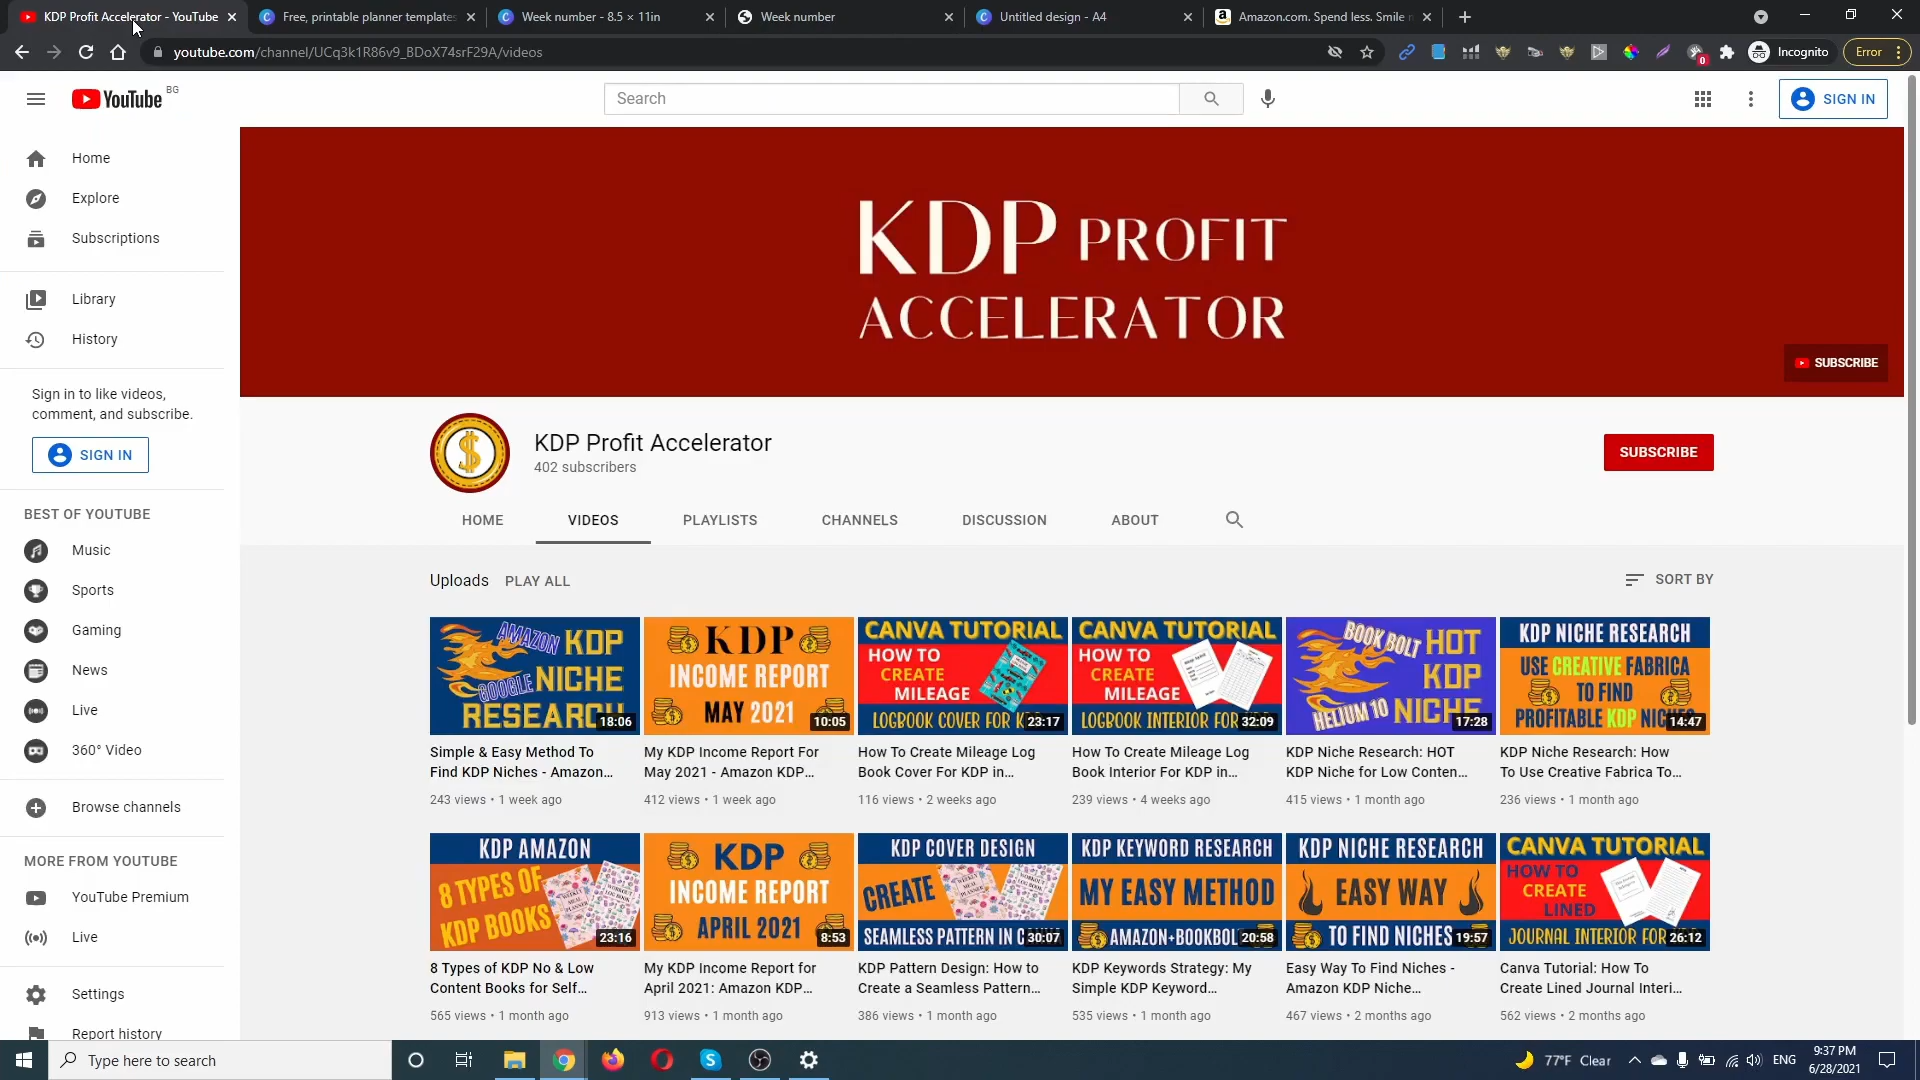 KDP Profit Accelerator - YouTube
Free, printable planner templates
Week number - 8.5 × 11in
Week number
Untitled design - A4
Amazon.com. Spend less. Smile
youtube.com/channel/UCq3k1R86v9_BDoX74srF29A/videos
0
Incognito
Error
YouTube BG
Search
SIGN IN
Home
Explore
Subscriptions
Library
History
Sign in to like videos,
comment, and subscribe.
SIGN IN
BEST OF YOUTUBE
Music
Sports
Gaming
News
Live
360° Video
Browse channels
MORE FROM YOUTUBE
YouTube Premium
Live
Settings
Report history
KDP PROFIT
ACCELERATOR
SUBSCRIBE
KDP Profit Accelerator
402 subscribers
SUBSCRIBE
HOME
VIDEOS
PLAYLISTS
CHANNELS
DISCUSSION
ABOUT
Uploads
PLAY ALL
SORT BY
AMAZON KDP
GOOGLE NICHE
RESEARCH
18:06
Simple & Easy Method To
Find KDP Niches - Amazon...
243 views • 1 week ago
KDP
INCOME REPORT
MAY 2021
10:05
My KDP Income Report For
May 2021 - Amazon KDP...
412 views • 1 week ago
CANVA TUTORIAL
HOW TO
CREATE
MILEAGE
LOGBOOK COVER FOR K
23:17
How To Create Mileage Log
Book Cover For KDP in...
116 views • 2 weeks ago
CANVA TUTORIAL
HOW TO
CREATE
MILEAGE
LOGBOOK INTERIOR FOR
32:09
How To Create Mileage Log
Book Interior For KDP in...
239 views • 4 weeks ago
BOOK BOLT HOT
KDP
HELIUM 10 NICHE
17:28
KDP Niche Research: HOT
KDP Niche for Low Conten...
415 views • 1 month ago
KDP NICHE RESEARCH
USE CREATIVE FABRICA
TO FIND
PROFITABLE KDP NICH
14:47
KDP Niche Research: How
To Use Creative Fabrica To...
236 views • 1 month ago
KDP AMAZON
8 TYPES OF
KDP BOOKS
23:16
8 Types of KDP No & Low
Content Books for Self...
565 views • 1 month ago
KDP
INCOME REPORT
APRIL 2021
8:53
My KDP Income Report for
April 2021: Amazon KDP...
913 views • 1 month ago
KDP COVER DESIGN
CREATE
SEAMLESS PATTERN IN C
30:07
KDP Pattern Design: How to
Create a Seamless Pattern...
386 views • 1 month ago
KDP KEYWORD RESEARCH
MY EASY METHOD
AMAZON+BOOKBOL
20:58
KDP Keywords Strategy: My
Simple KDP Keyword...
535 views • 1 month ago
KDP NICHE RESEARCH
EASY WAY
TO FIND NICHES
19:57
Easy Way To Find Niches -
Amazon KDP Niche...
467 views • 2 months ago
CANVA TUTORIAL
HOW TO
CREATE
LINED
JOURNAL INTERIOR FOR
26:12
Canva Tutorial: How To
Create Lined Journal Interi...
562 views • 2 months ago
Type here to search
77°F Clear
ENG
9:37 PM
6/28/2021